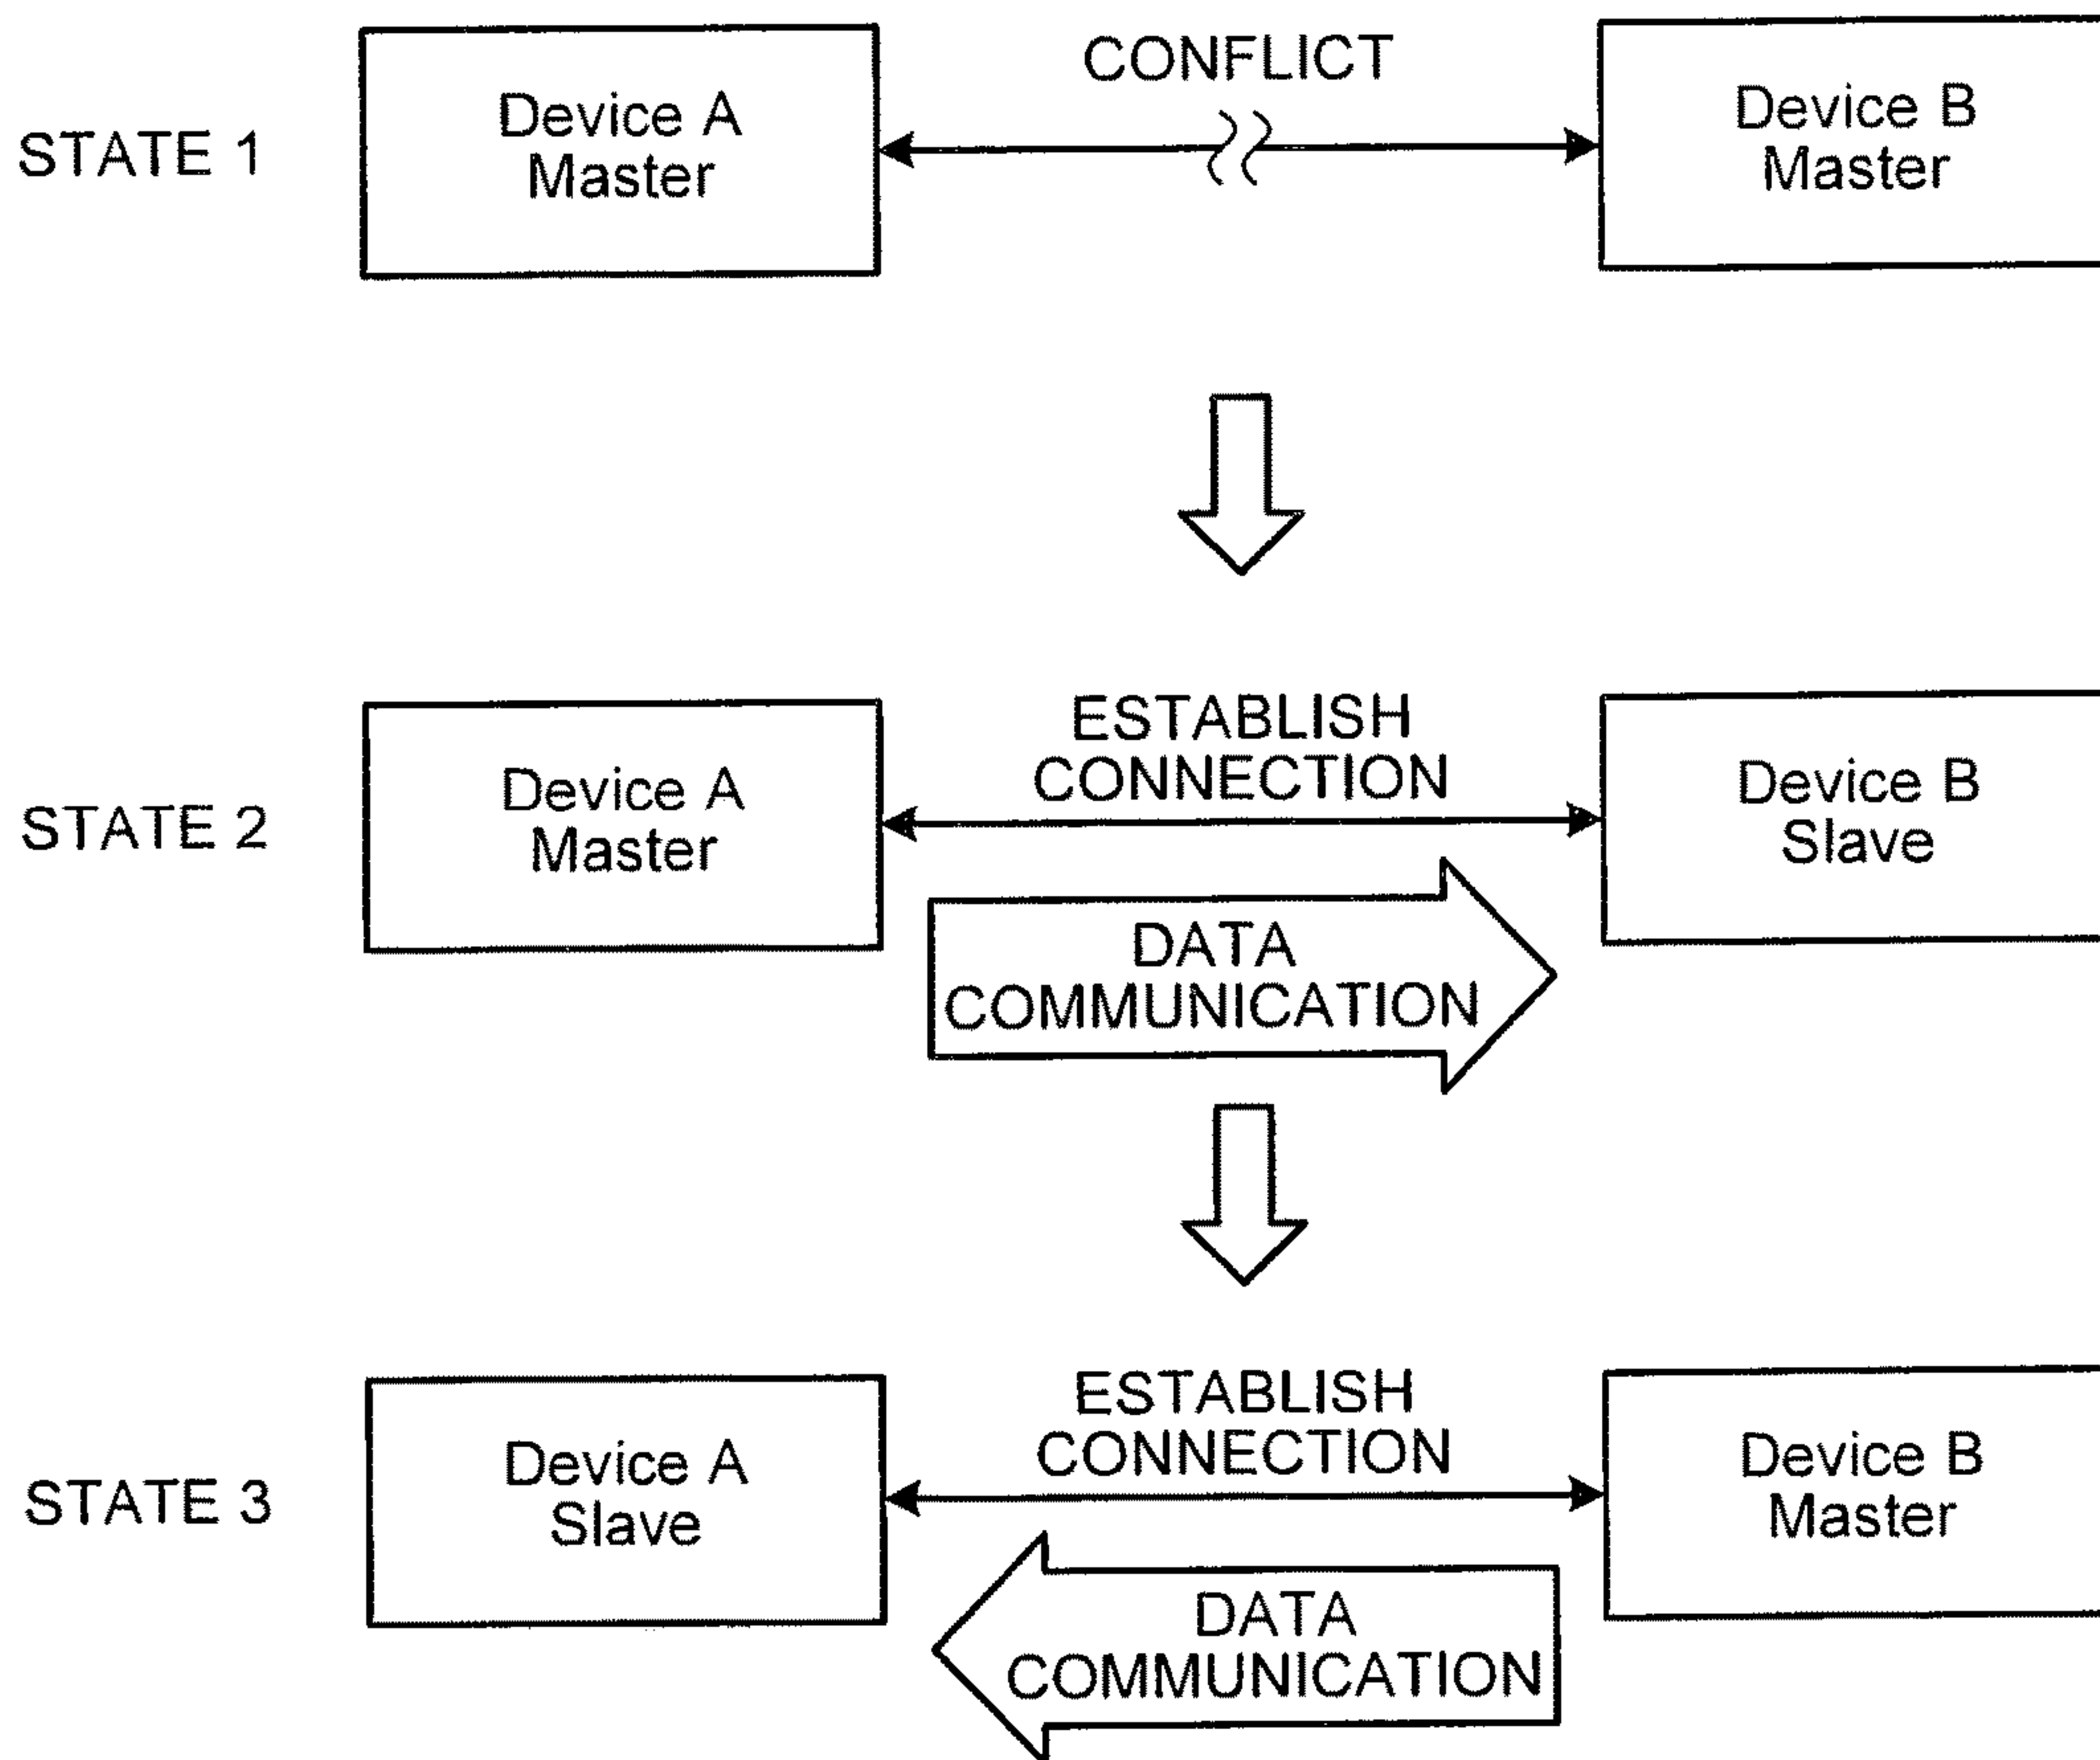 STATE 1
Device A
Master
CONFLICT
Device B
Master
STATE 2
Device A
Master
ESTABLISH
CONNECTION
DATA
COMMUNICATION
Device B
Slave
STATE 3
Device A
Slave
ESTABLISH
CONNECTION
DATA
COMMUNICATION
Device B
Master